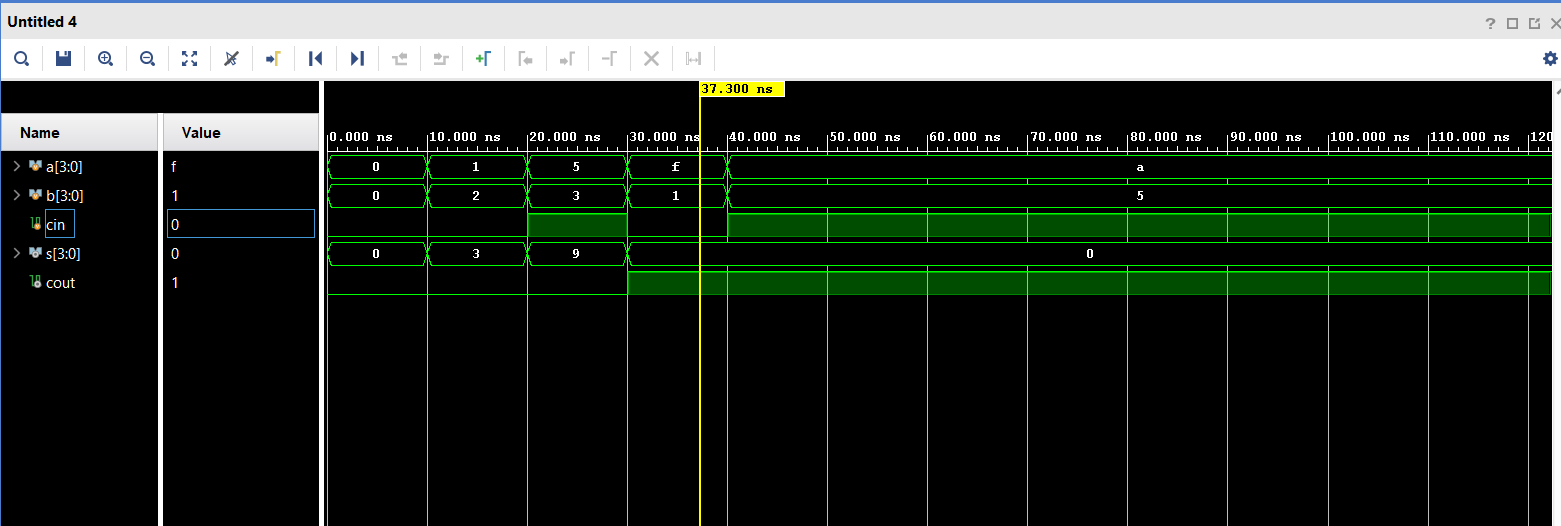 Untitled 4
?
37.300 ns
Name Value
0.000 ns 10.000 ns 20.000 ns 30.000 ns 40.000 ns 50.000 ns 60.000 ns 70.000 ns 80.000 ns 90.000 ns 100.000 ns 110.000 ns 120
a[3:0] f 0 1 5 f a
b[3:0] 1 0 2 3 1 5
cin 0
s[3:0] 0 0 3 9 0
cout 1